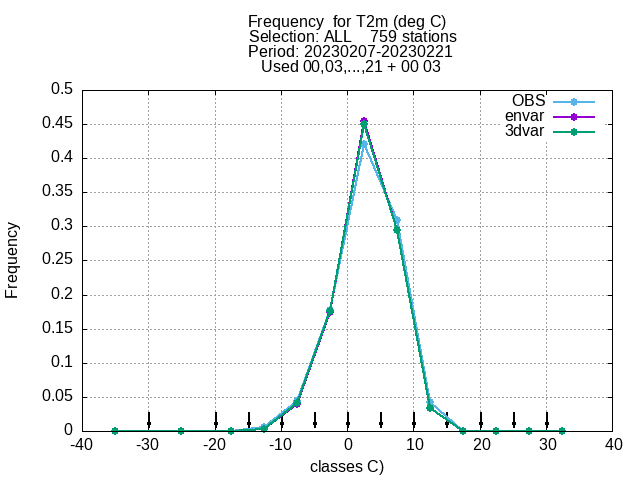 Frequency  for T2m (deg C)
Selection: ALL    759 stations
Period: 20230207-20230221
Used 00,03,...,21 + 00 03
OBS
envar
3dvar
0.5
0.45
0.4
0.35
0.3
0.25
0.2
0.15
0.1
0.05
0
Frequency
-40 -30 -20 -10 0 10 20 30 40
classes C)